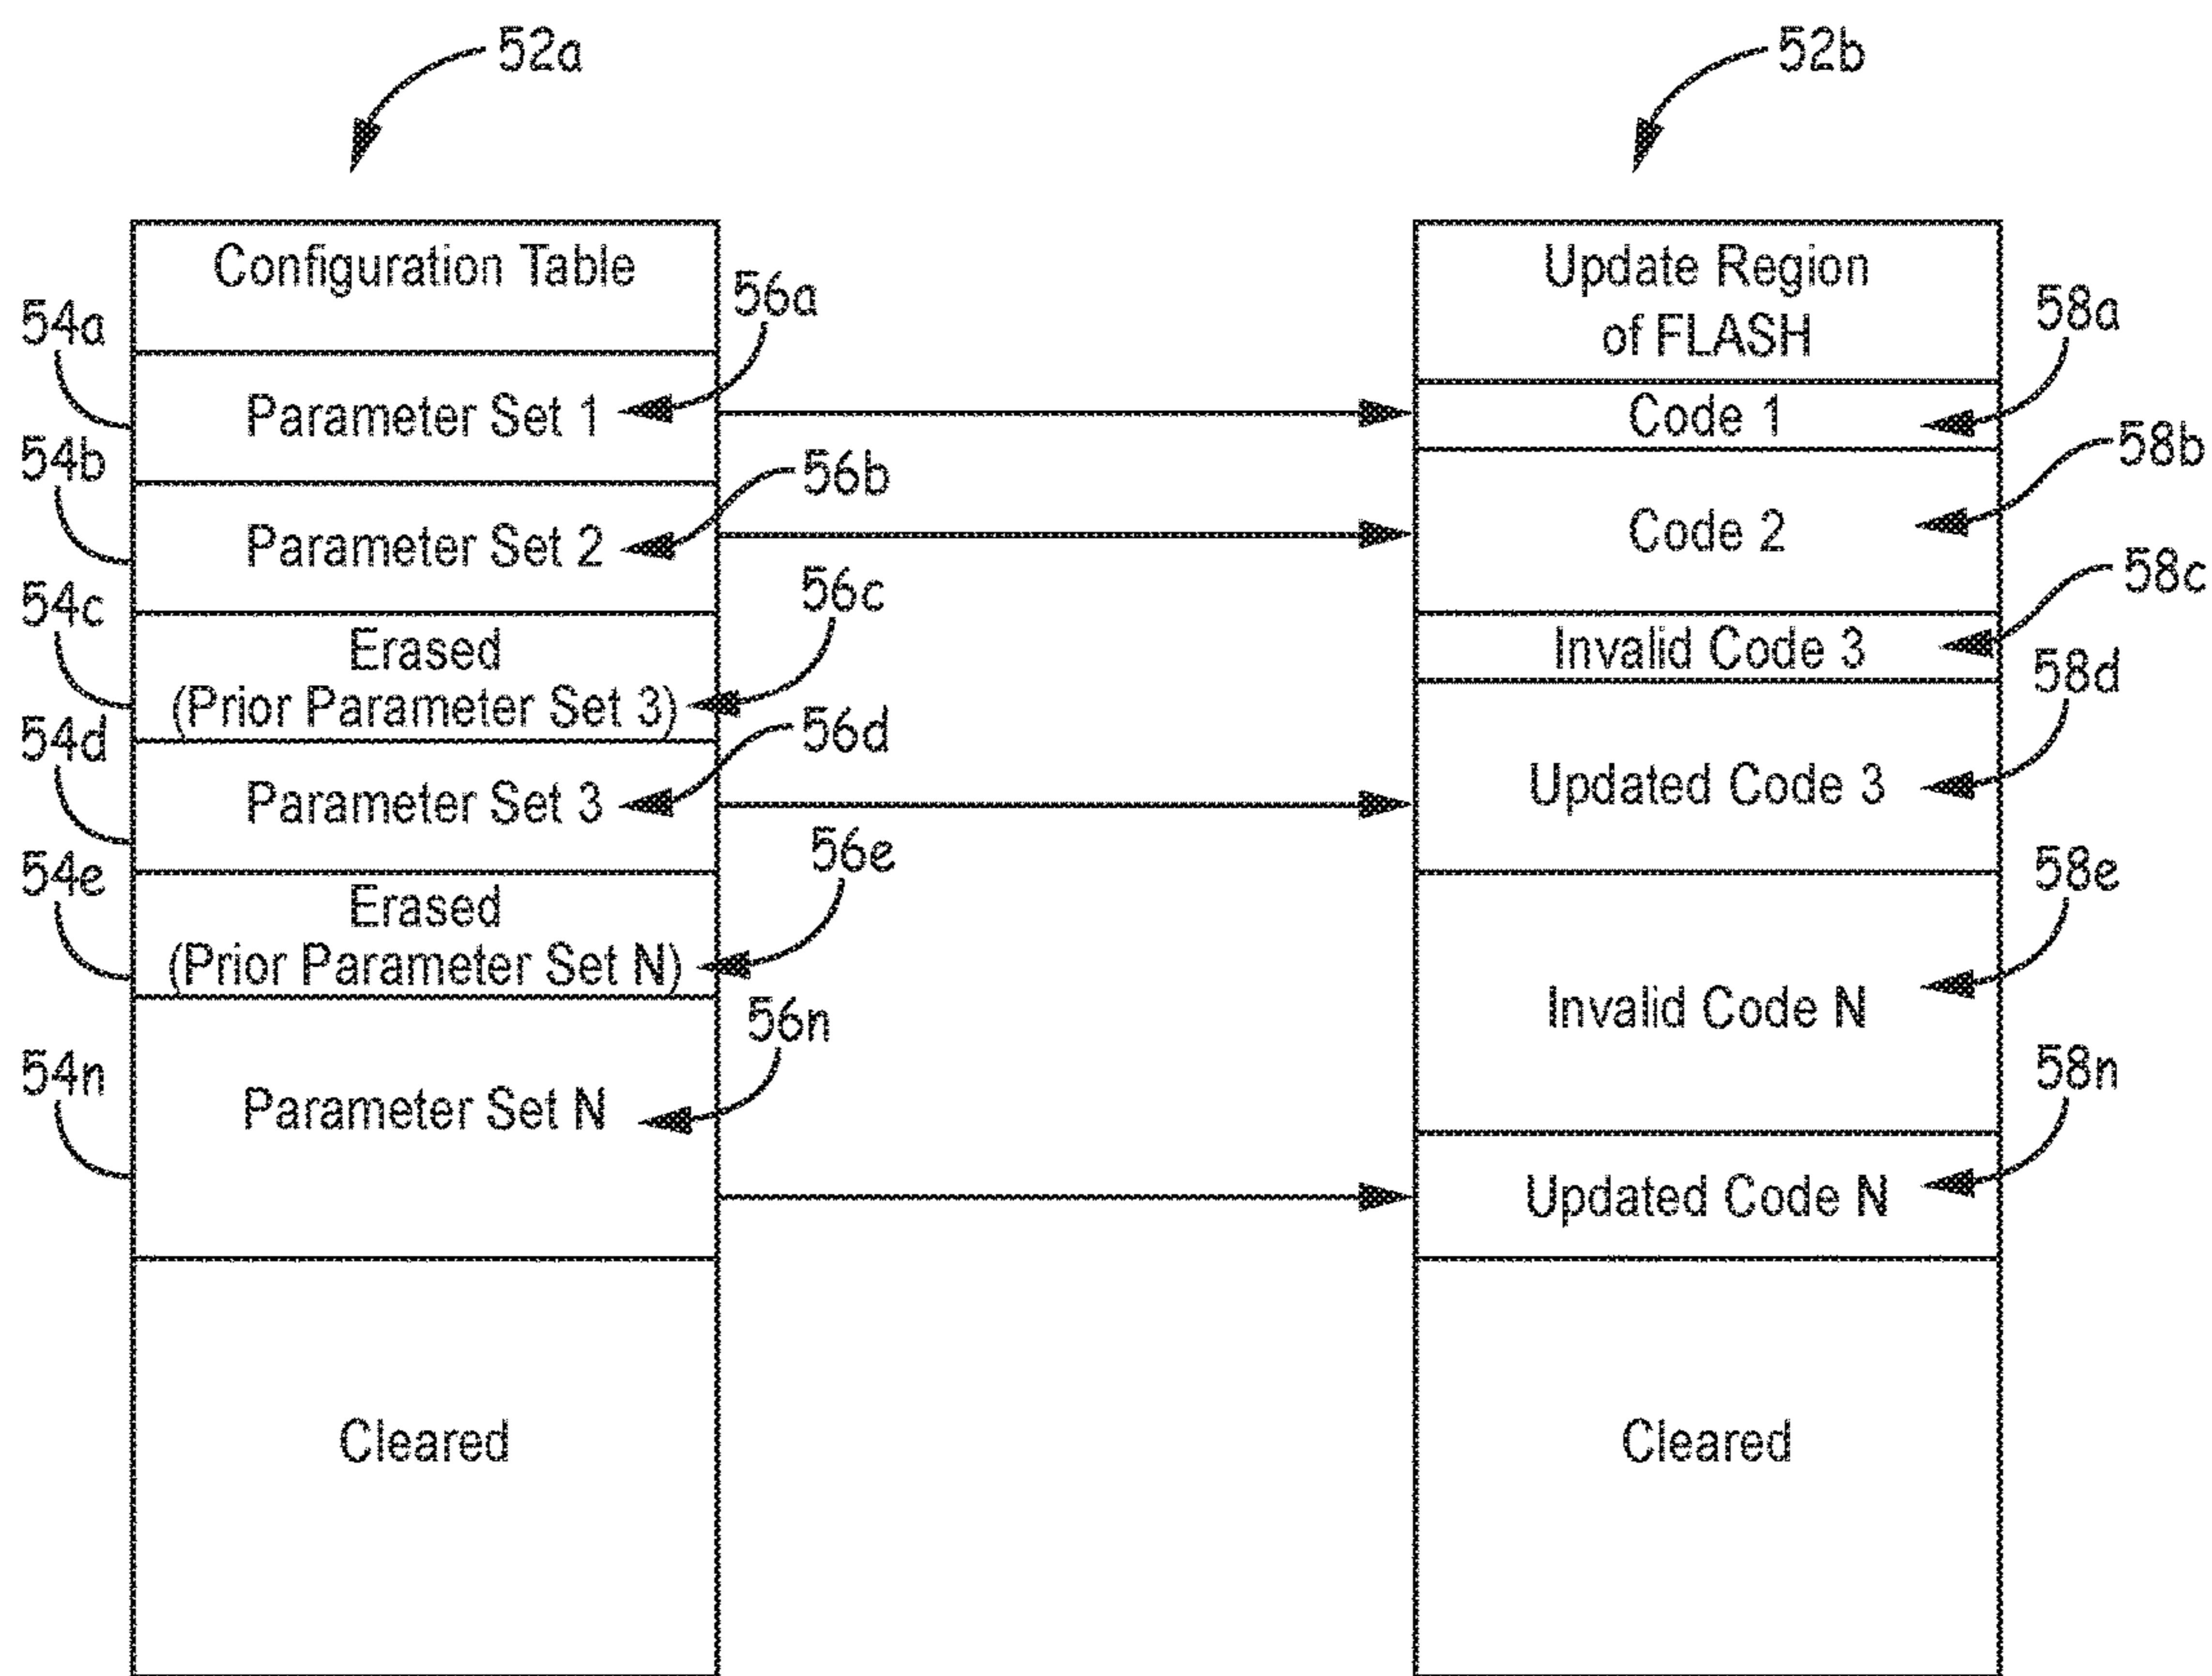 52a
52b
Configuration Table
Update Region
of FLASH
54a
56a
58a
Parameter Set 1
Code 1
54b
56b
58b
Parameter Set 2
Code 2
54c
56c
58c
Erased
(Prior Parameter Set 3)
Invalid Code 3
54d
56d
58d
Parameter Set 3
Updated Code 3
54e
56e
58e
Erased
(Prior Parameter Set N)
Invalid Code N
54n
56n
58n
Parameter Set N
Updated Code N
Cleared
Cleared